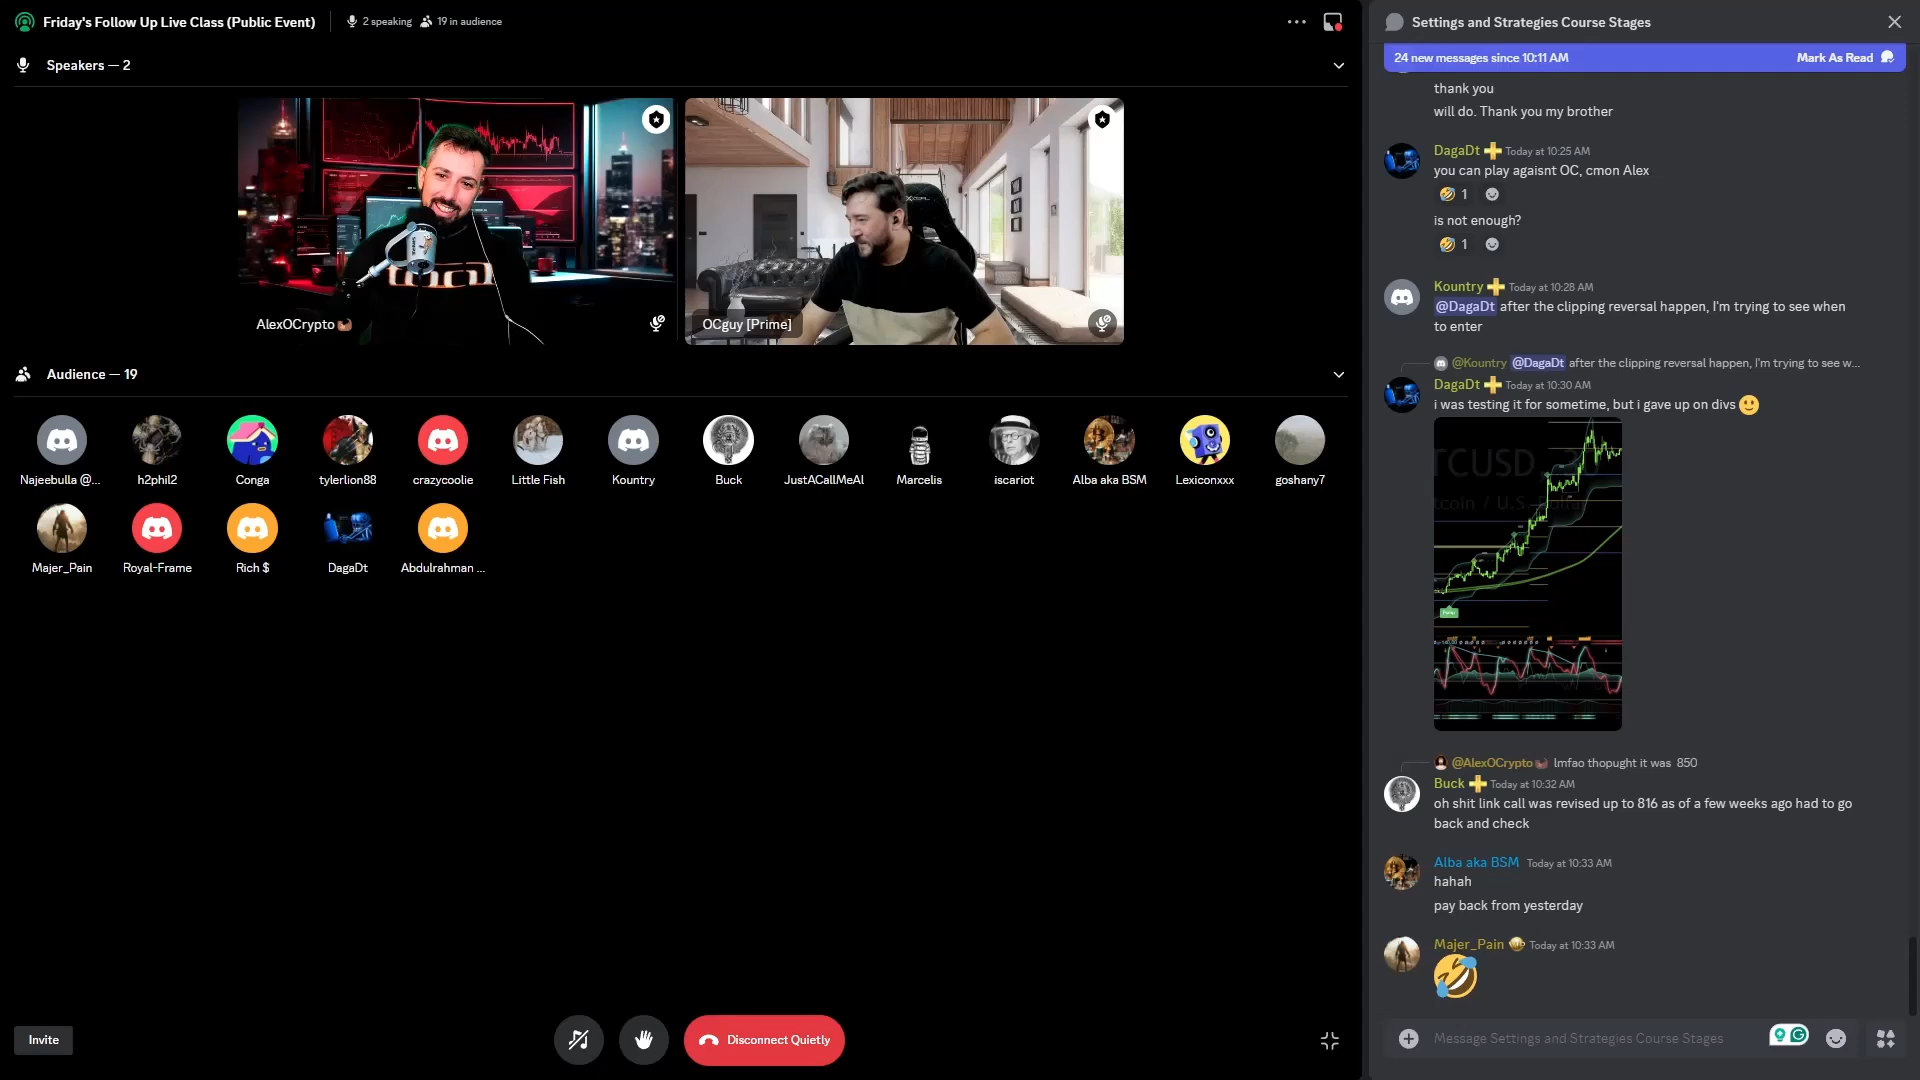 Friday's Follow Up Live Class (Public Event)
2 speaking
19 in audience
Speakers — 2
AlexOCrypto
OCguy [Prime]
Audience — 19
Najeebulla @...
h2phil2
Conga
tylerlion88
crazycoolie
Little Fish
Kountry
Buck
JustACallMeAl
Marcelis
iscariot
Alba aka BSM
Lexiconxxx
goshany7
Majer_Pain
Royal-Frame
Rich $
DagaDt
Abdulrahman ...
Invite
Disconnect Quietly
Settings and Strategies Course Stages
24 new messages since 10:11 AM
Mark As Read
thank you
will do. Thank you my brother
DagaDt Today at 10:25 AM
you can play agaisnt OC, cmon Alex
1
is not enough?
1
Kountry Today at 10:28 AM
@DagaDt after the clipping reversal happen, I'm trying to see when
to enter
@Kountry @DagaDt after the clipping reversal happen, I'm trying to see w...
DagaDt Today at 10:30 AM
i was testing it for sometime, but i gave up on divs
TCUSD
tcoin / U.S. Dollar
@AlexOCrypto lmfao thopught it was 850
Buck Today at 10:32 AM
oh shit link call was revised up to 816 as of a few weeks ago had to go
back and check
Alba aka BSM Today at 10:33 AM
hahah
pay back from yesterday
Majer_Pain Today at 10:33 AM
Message Settings and Strategies Course Stages